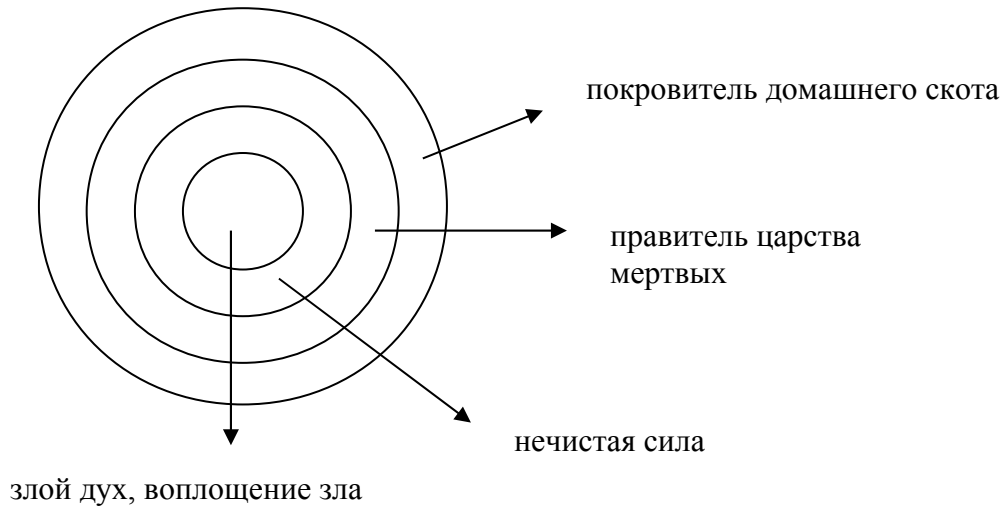 покровитель домашнего скота
правитель царства
мертвых
нечистая сила
злой дух, воплощение зла